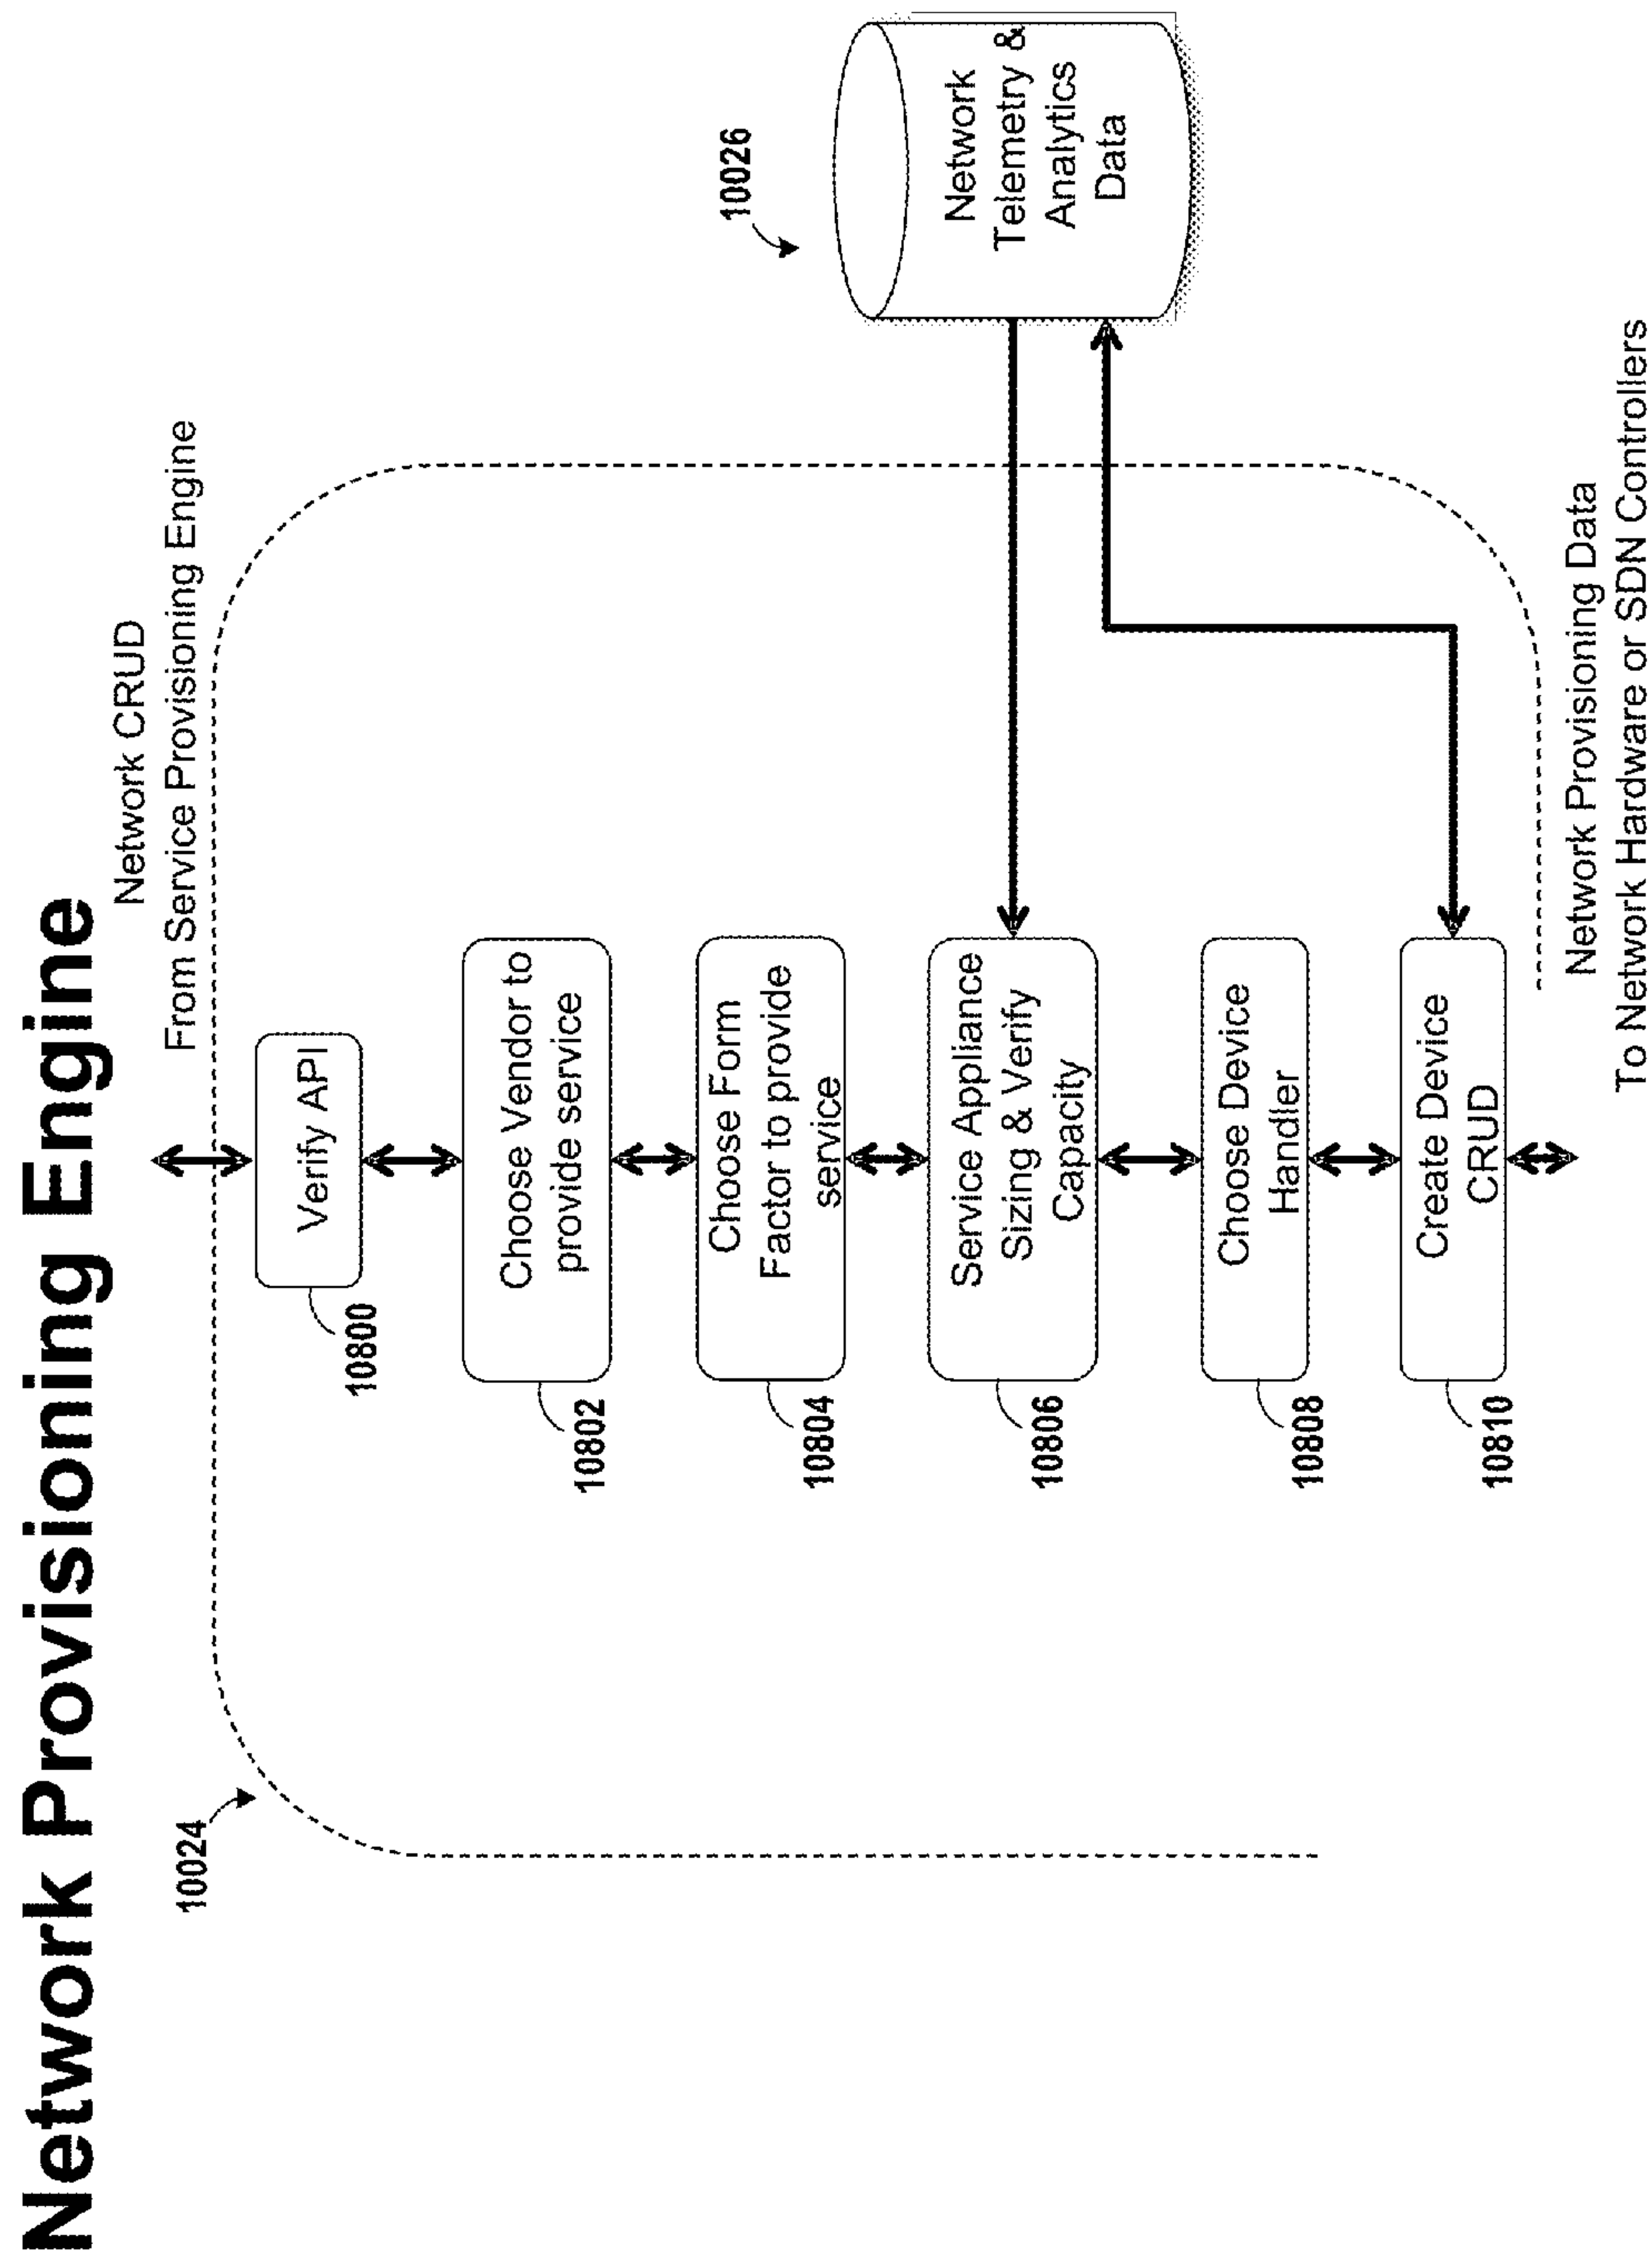 Network Provisioning Engine
Network CRUD
From Service Provisioning Engine
10024
Verify API
10800
Choose Vendor to
provide service
10802
Choose Form
Factor to provide
service
10804
Service Appliance
Sizing & Verify
Capacity
10806
Choose Device
Handler
10808
Create Device
CRUD
10810
10026
Network
Telemetry &
Analytics
Data
Network Provisioning Data
To Network Hardware or SDN Controllers